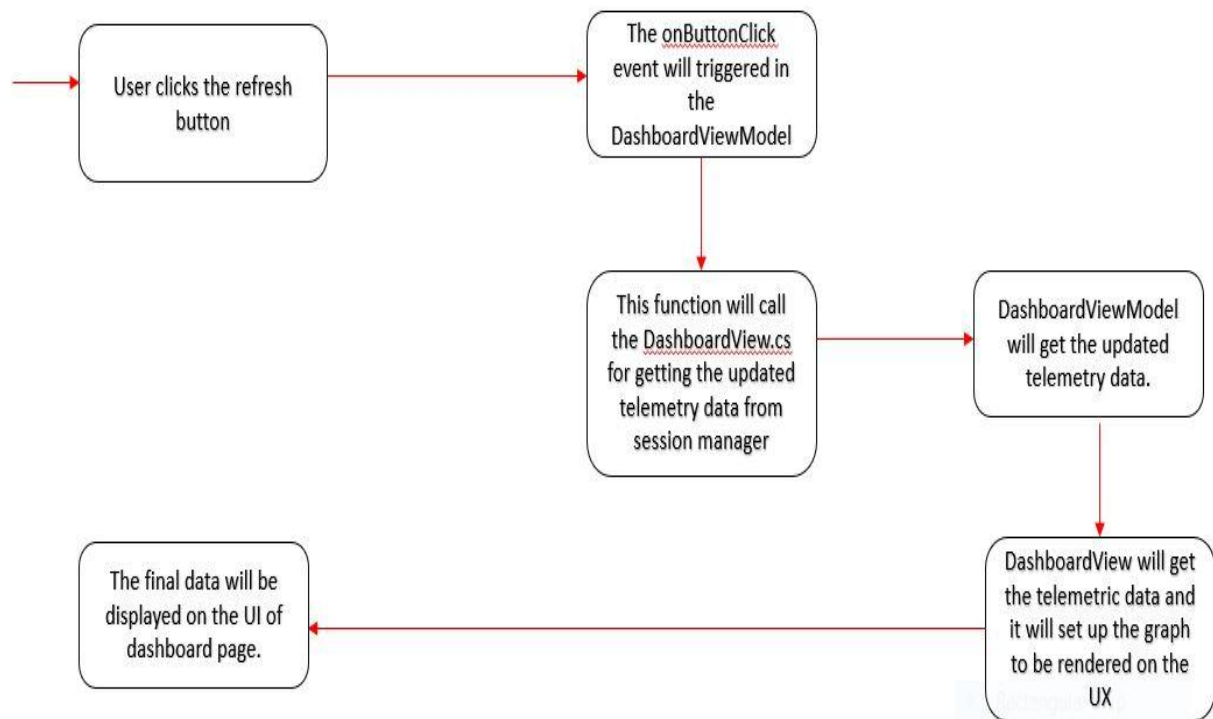 User clicks the refresh
button
The onButtonClick
event will triggered in
the
DashboardViewModel
This function will call
the DashboardView.cs
for getting the updated
telemetry data from
session manager
DashboardViewModel
will get the updated
telemetry data.
DashboardView will get
the telemetric data and
it will set up the graph
to be rendered on the
UX
The final data will be
displayed on the UI of
dashboard page.